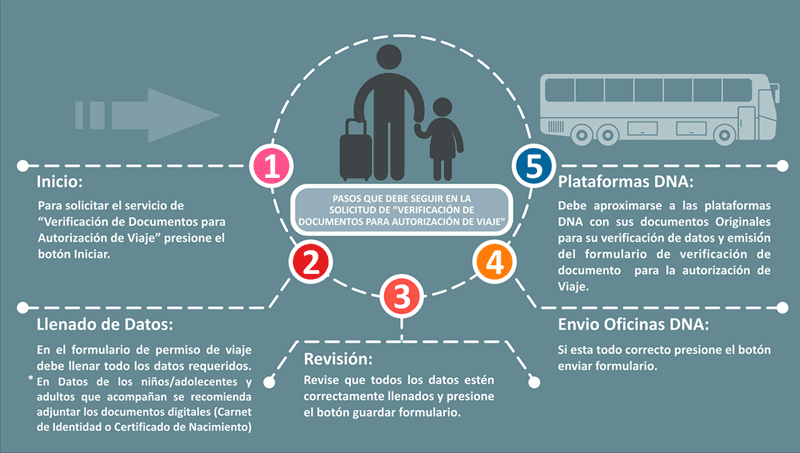 PASOS QUE DEBE SEGUIR EN LA
SOLICITUD DE “VERIFICACIÓN DE
DOCUMENTOS PARA AUTORIZACIÓN DE VIAJE”
1
Inicio:
Para solicitar el servicio de
“Verificación de Documentos para
Autorización de Viaje” presione el
botón Iniciar.
2
Llenado de Datos:
En el formulario de permiso de viaje
debe llenar todo los datos requeridos.
* En Datos de los niños/adolecentes y
adultos que acompañan se recomienda
adjuntar los documentos digitales (Carnet
de Identidad o Certificado de Nacimiento)
3
Revisión:
Revise que todos los datos estén
correctamente llenados y presione
el botón guardar formulario.
4
Envio Oficinas DNA:
Si esta todo correcto presione el botón
enviar formulario.
5
Plataformas DNA:
Debe aproximarse a las plataformas
DNA con sus documentos Originales
para su verificación de datos y emisión
del formulario de verificación de
documento para la autorización de
Viaje.